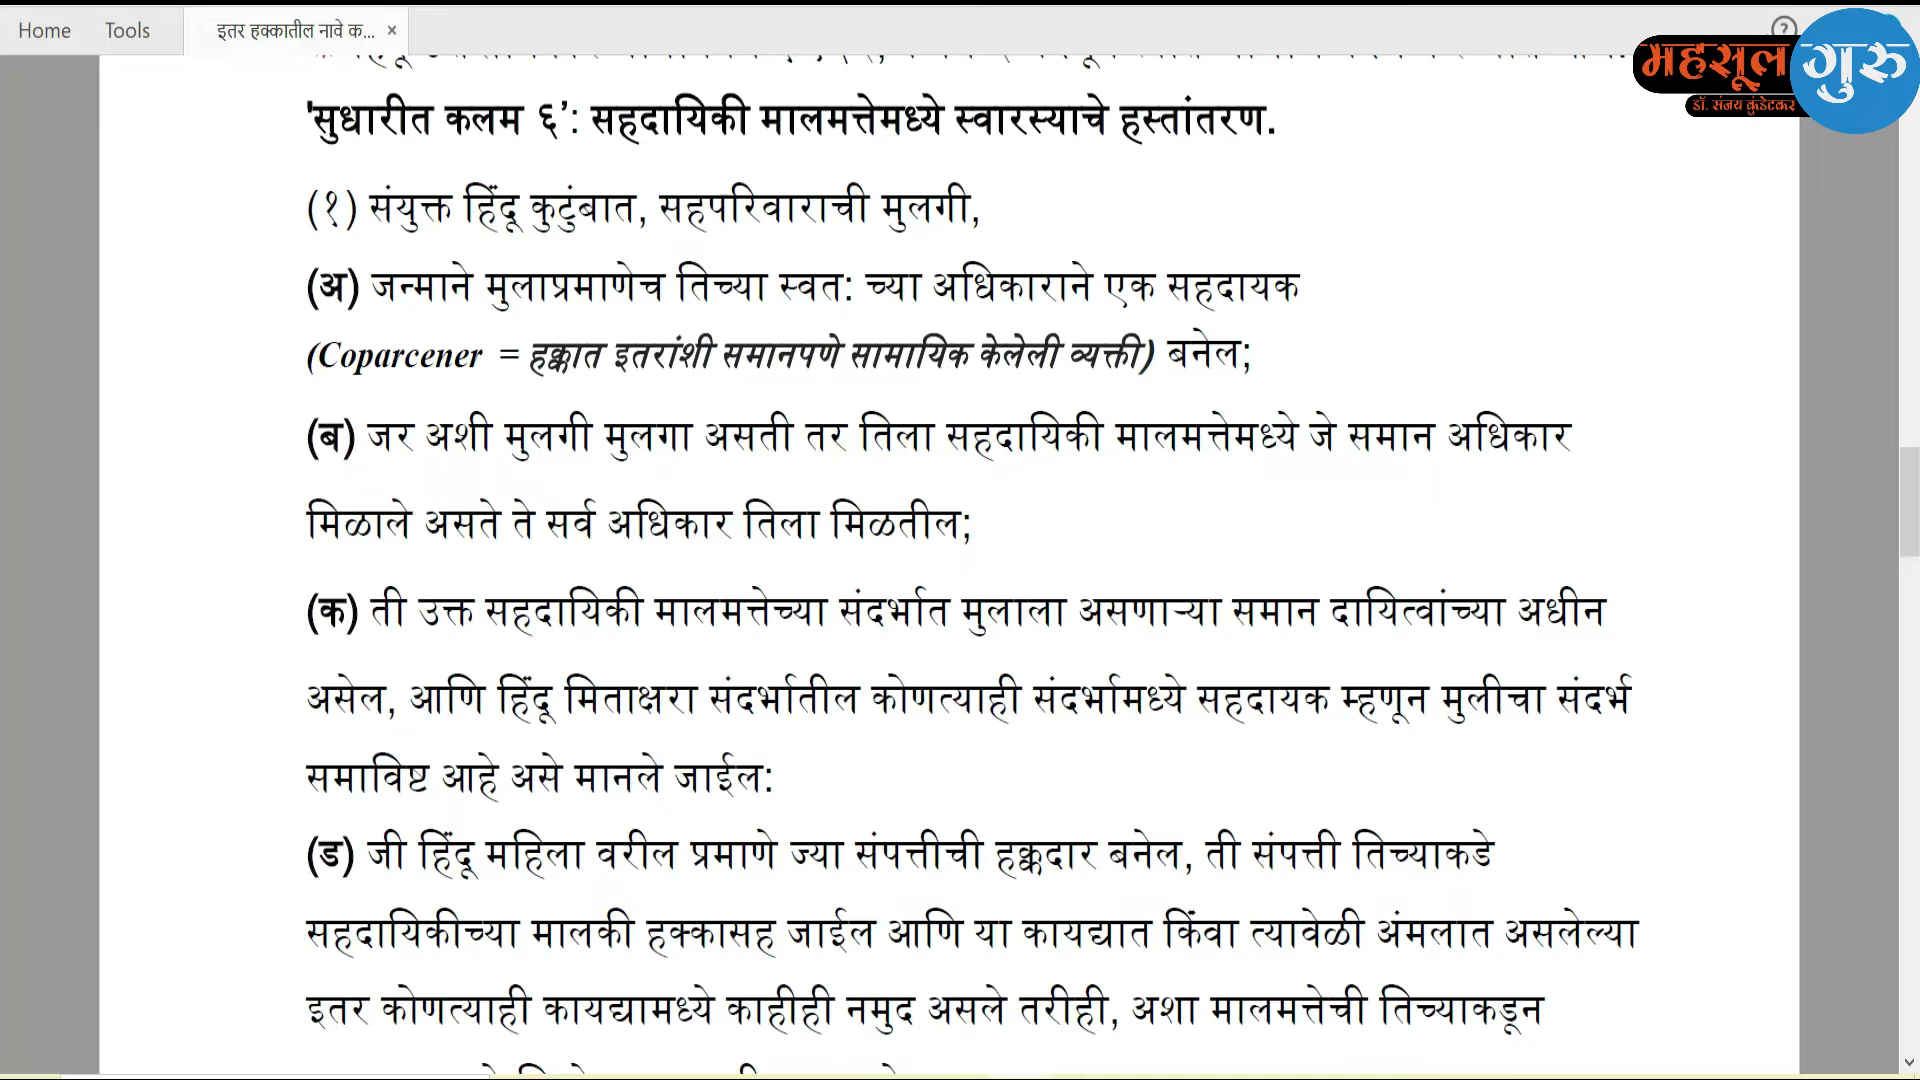 Home Tools इतर हक्कातील नावे क... ×
महसूल गुरु
डॉ. संजय कुंडेटकर
'सुधारीत कलम ६’: सहदायिकी मालमत्तेमध्ये स्वारस्याचे हस्तांतरण.
(१) संयुक्त हिंदू कुटुंबात, सहपरिवाराची मुलगी,
(अ) जन्माने मुलाप्रमाणेच तिच्या स्वत: च्या अधिकाराने एक सहदायक
(Coparcener = हक्कात इतरांशी समानपणे सामायिक केलेली व्यक्ती) बनेल;
(ब) जर अशी मुलगी मुलगा असती तर तिला सहदायिकी मालमत्तेमध्ये जे समान अधिकार
मिळाले असते ते सर्व अधिकार तिला मिळतील;
(क) ती उक्त सहदायिकी मालमत्तेच्या संदर्भात मुलाला असणाऱ्या समान दायित्वांच्या अधीन
असेल, आणि हिंदू मिताक्षरा संदर्भातील कोणत्याही संदर्भामध्ये सहदायक म्हणून मुलीचा संदर्भ
समाविष्ट आहे असे मानले जाईल:
(ड) जी हिंदू महिला वरील प्रमाणे ज्या संपत्तीची हक्कदार बनेल, ती संपत्ती तिच्याकडे
सहदायिकीच्या मालकी हक्कासह जाईल आणि या कायद्यात किंवा त्यावेळी अंमलात असलेल्या
इतर कोणत्याही कायद्यामध्ये काहीही नमुद असले तरीही, अशा मालमत्तेची तिच्याकडून